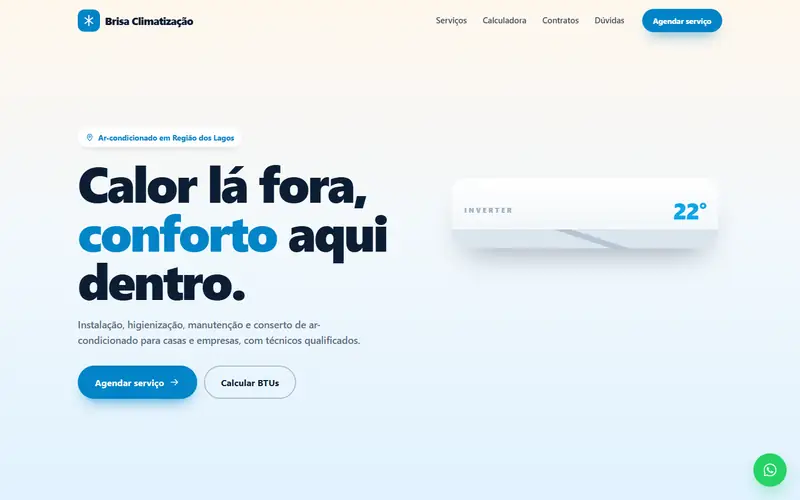 Brisa Climatização
Serviços
Calculadora
Contratos
Dúvidas
Agendar serviço
Ar-condicionado em Região dos Lagos
Calor lá fora,
conforto aqui
dentro.
INVERTER
22°
Instalação, higienização, manutenção e conserto de ar-
condicionado para casas e empresas, com técnicos qualificados.
Agendar serviço
Calcular BTUs